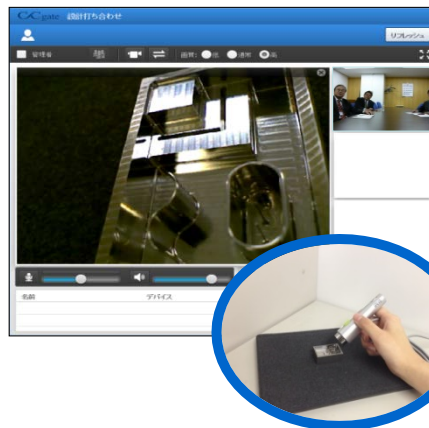 C/C gate 設計打ち合わせ
リフレッシュ
管理者
画質: 低 通常 高
名前 デバイス